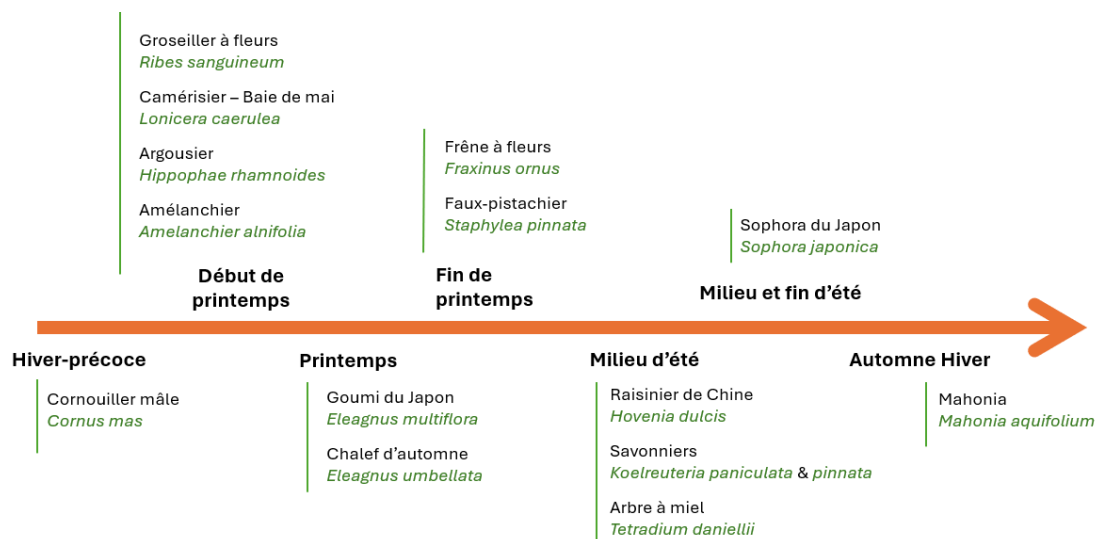 Groseiller à fleurs
Ribes sanguineum
Camérisier – Baie de mai
Lonicera caerulea
Argousier
Hippophae rhamnoides
Amélanchier
Amelanchier alnifolia
Début de
printemps
Frêne à fleurs
Fraxinus ornus
Faux-pistachier
Staphylea pinnata
Fin de
printemps
Sophora du Japon
Sophora japonica
Milieu et fin d’été
Hiver-précoce
Cornouiller mâle
Cornus mas
Printemps
Goumi du Japon
Eleagnus multiflora
Chalef d’automne
Eleagnus umbellata
Milieu d’été
Raisinier de Chine
Hovenia dulcis
Savonniers
Koelreuteria paniculata & pinnata
Arbre à miel
Tetradium daniellii
Automne Hiver
Mahonia
Mahonia aquifolium